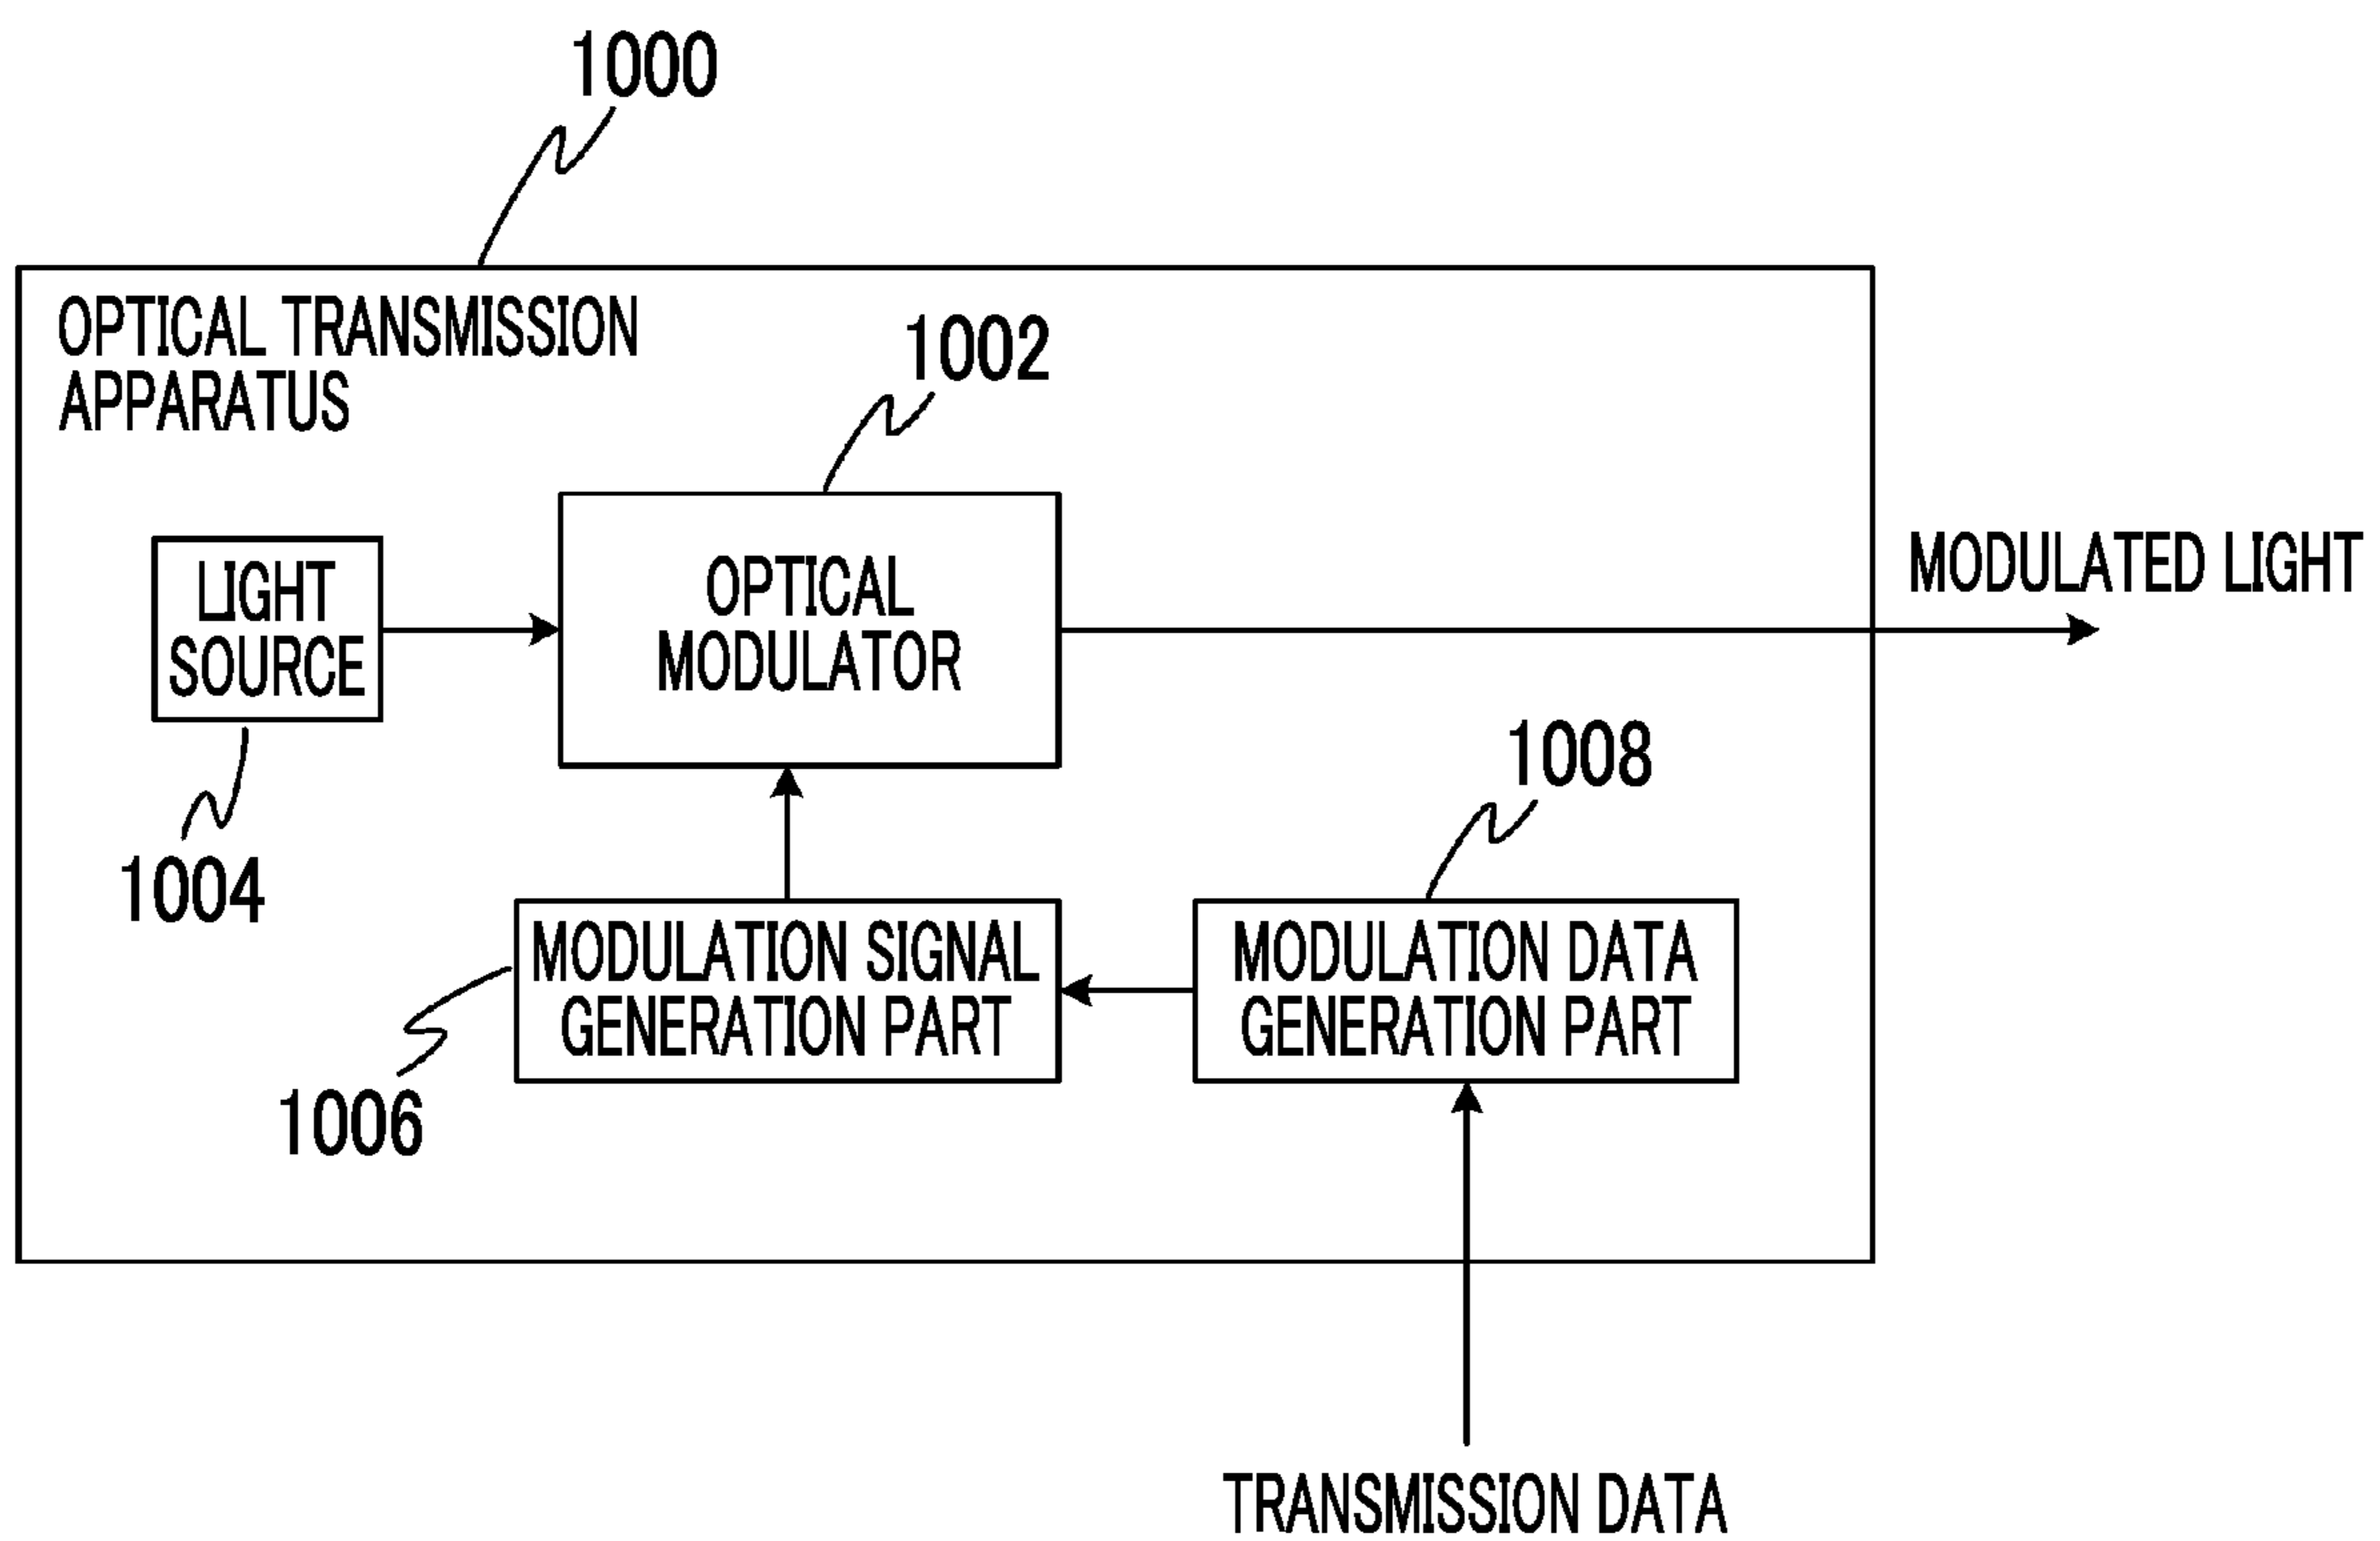 1000
OPTICAL TRANSMISSION
APPARATUS
1002
LIGHT
SOURCE
OPTICAL
MODULATOR
MODULATED LIGHT
1004
1008
MODULATION SIGNAL
GENERATION PART
MODULATION DATA
GENERATION PART
1006
TRANSMISSION DATA